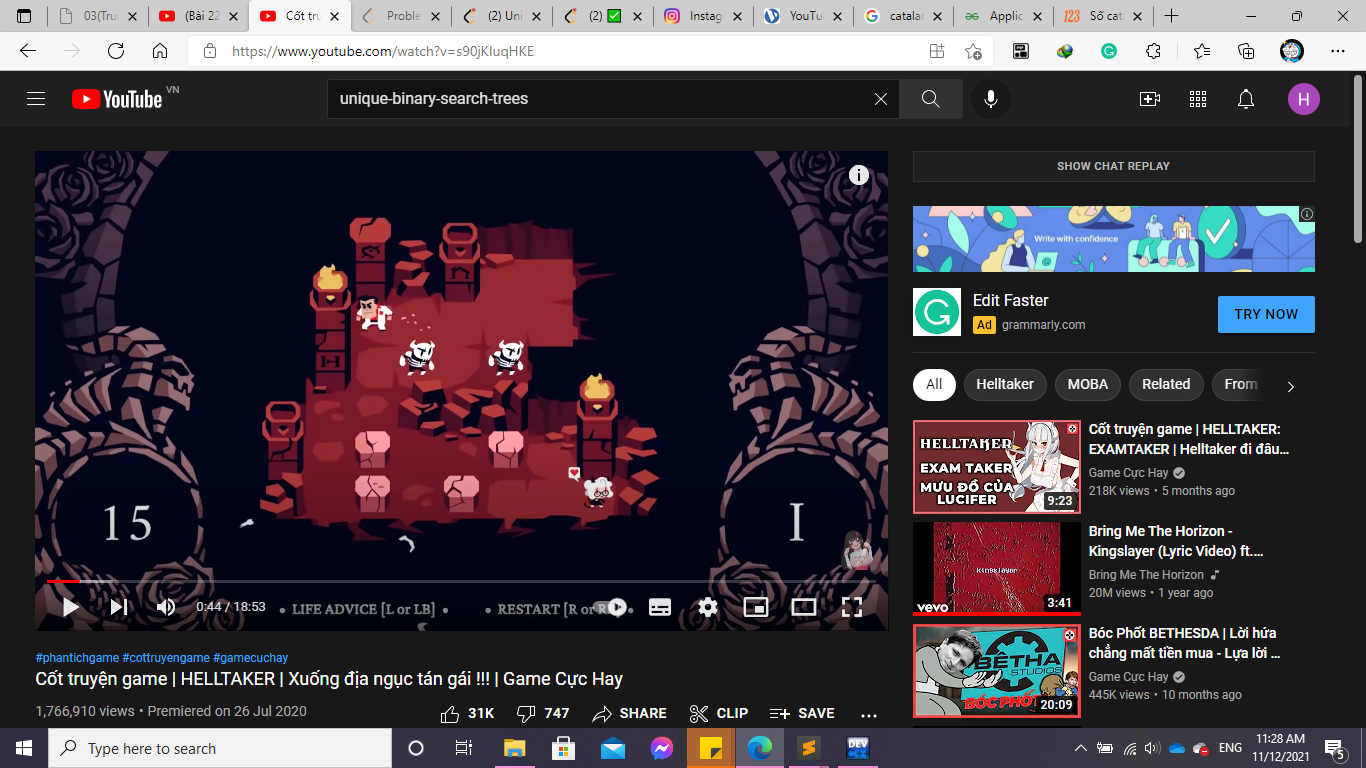 03(Tru
(Bài 22
Cốt tru
Proble
(2) Uni
(2) ✅
Instag
YouTu
catala
Applic
Số cat
https://www.youtube.com/watch?v=s90jKIuqHKE
YouTube VN
unique-binary-search-trees
H
15
I
0:44 / 18:53
• LIFE ADVICE [L or LB] •
• RESTART [R or R
#phantichgame #cottruyengame #gamecuchay
Cốt truyện game | HELLTAKER | Xuống địa ngục tán gái !!! | Game Cực Hay
1,766,910 views • Premiered on 26 Jul 2020
31K
747
SHARE
CLIP
SAVE
SHOW CHAT REPLAY
Write with confidence
Edit Faster
Ad grammarly.com
TRY NOW
All
Helltaker
MOBA
Related
From
HELLTAKER
EXAM TAKER
MƯU ĐỒ CỦA
LUCIFER
9:23
Cốt truyện game | HELLTAKER:
EXAMTAKER | Helltaker đi đâu...
Game Cực Hay
218K views • 5 months ago
kingslayer
vevo
3:41
Bring Me The Horizon -
Kingslayer (Lyric Video) ft....
Bring Me The Horizon
20M views • 1 year ago
BÊTHA
STUDIOS
BÓC PHỐT
20:09
Bóc Phốt BETHESDA | Lời hứa
chẳng mất tiền mua - Lựa lời ...
Game Cực Hay
445K views • 10 months ago
Type here to search
DEV
ENG
11:28 AM
11/12/2021
5